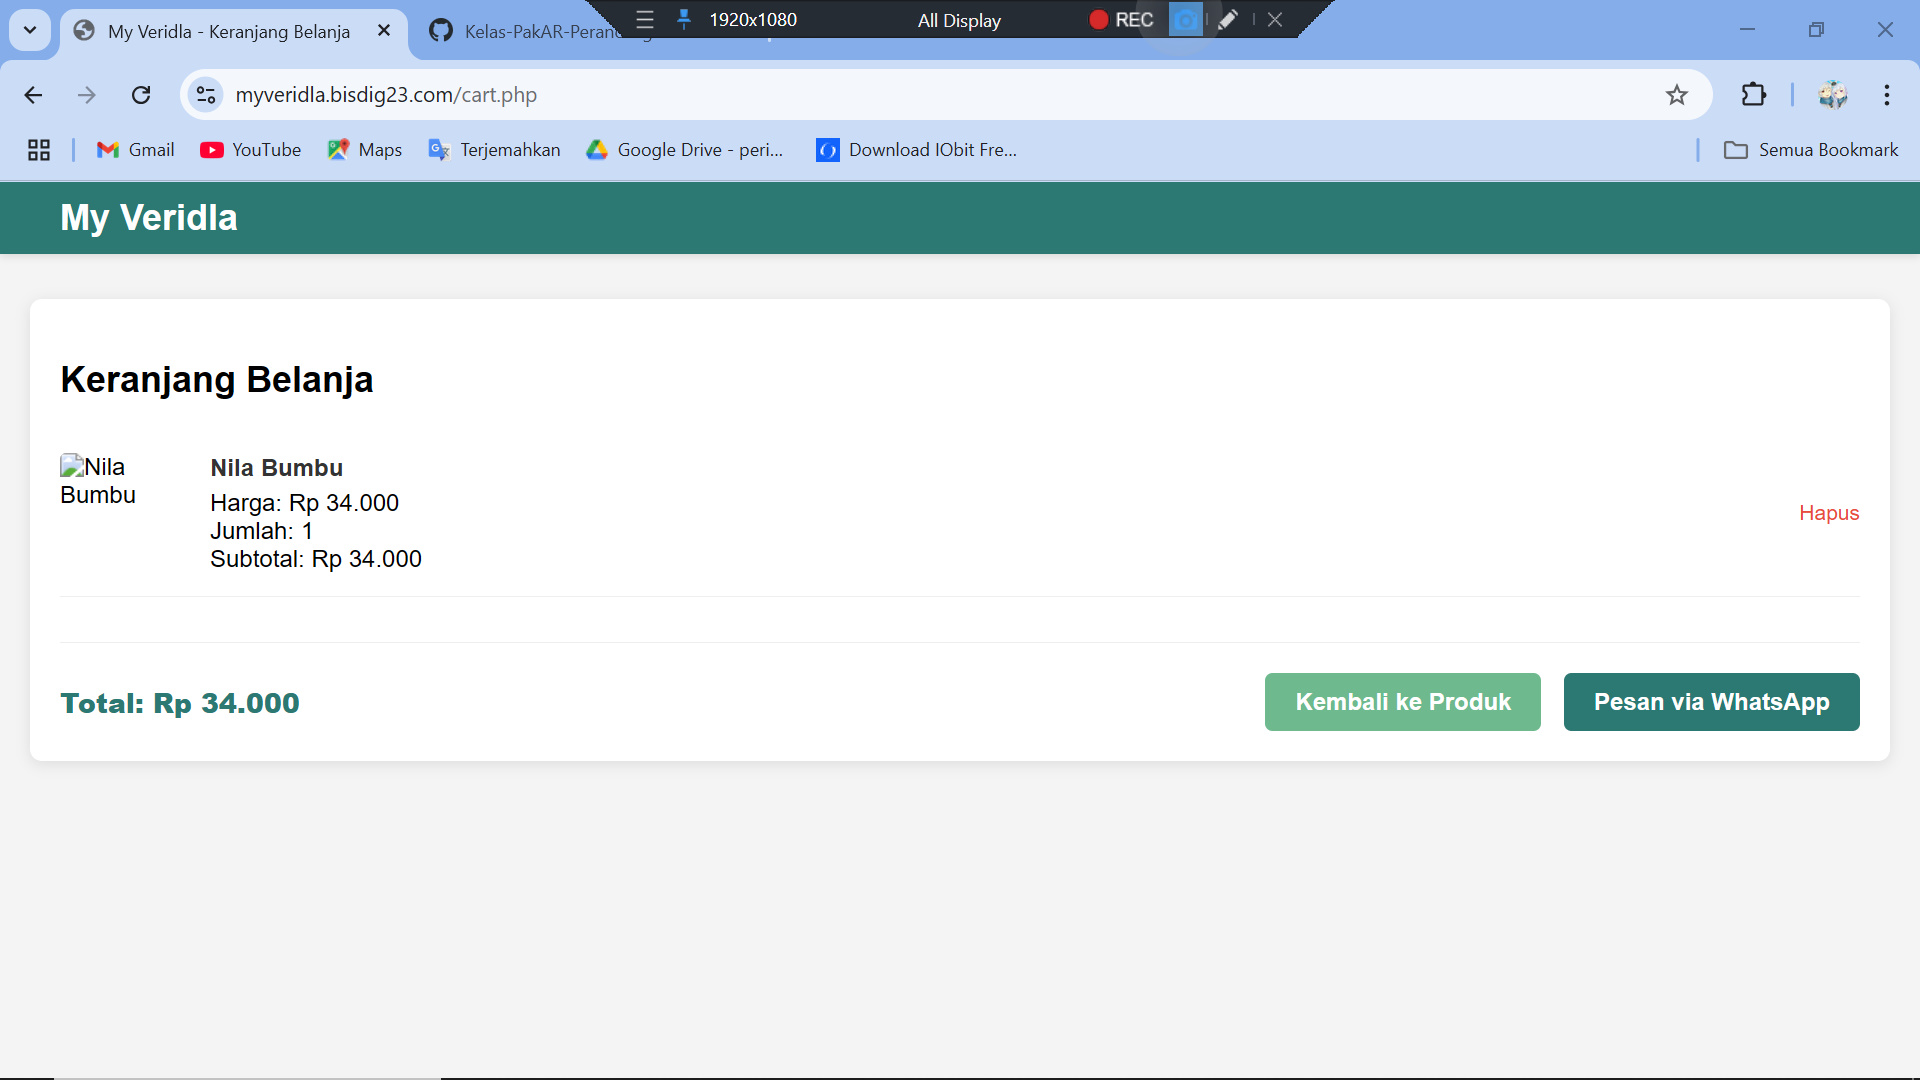 My Veridla - Keranjang Belanja
Kelas-PakAR-Peran
1920x1080
All Display
REC
myveridla.bisdig23.com/cart.php
Gmail
YouTube
Maps
Terjemahkan
Google Drive - peri...
Download IObit Fre...
Semua Bookmark
My Veridla
Keranjang Belanja
Nila
Bumbu
Nila Bumbu
Harga: Rp 34.000
Jumlah: 1
Subtotal: Rp 34.000
Hapus
Total: Rp 34.000
Kembali ke Produk
Pesan via WhatsApp